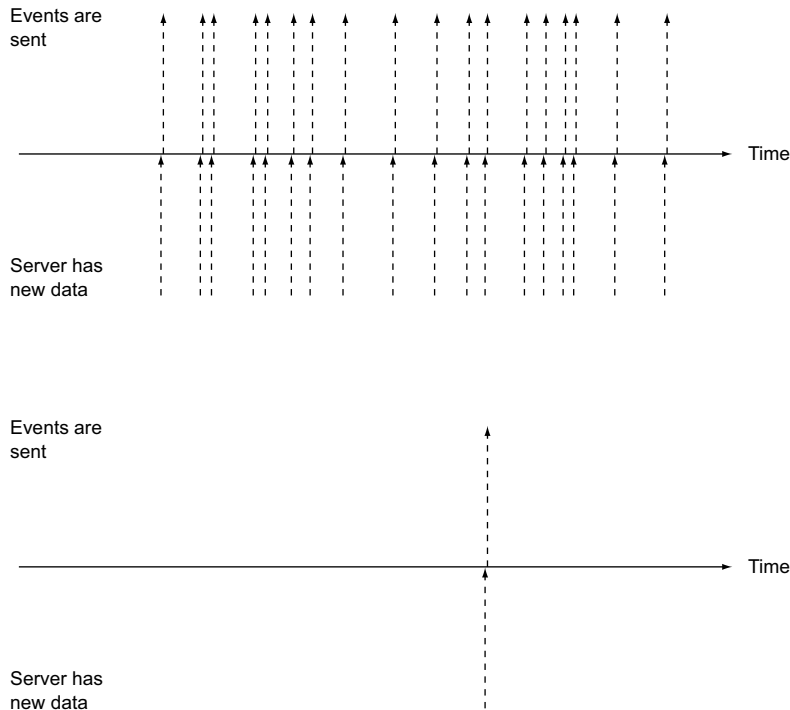 Events are
sent
Time
Server has
new data
Events are
sent
Time
Server has
new data